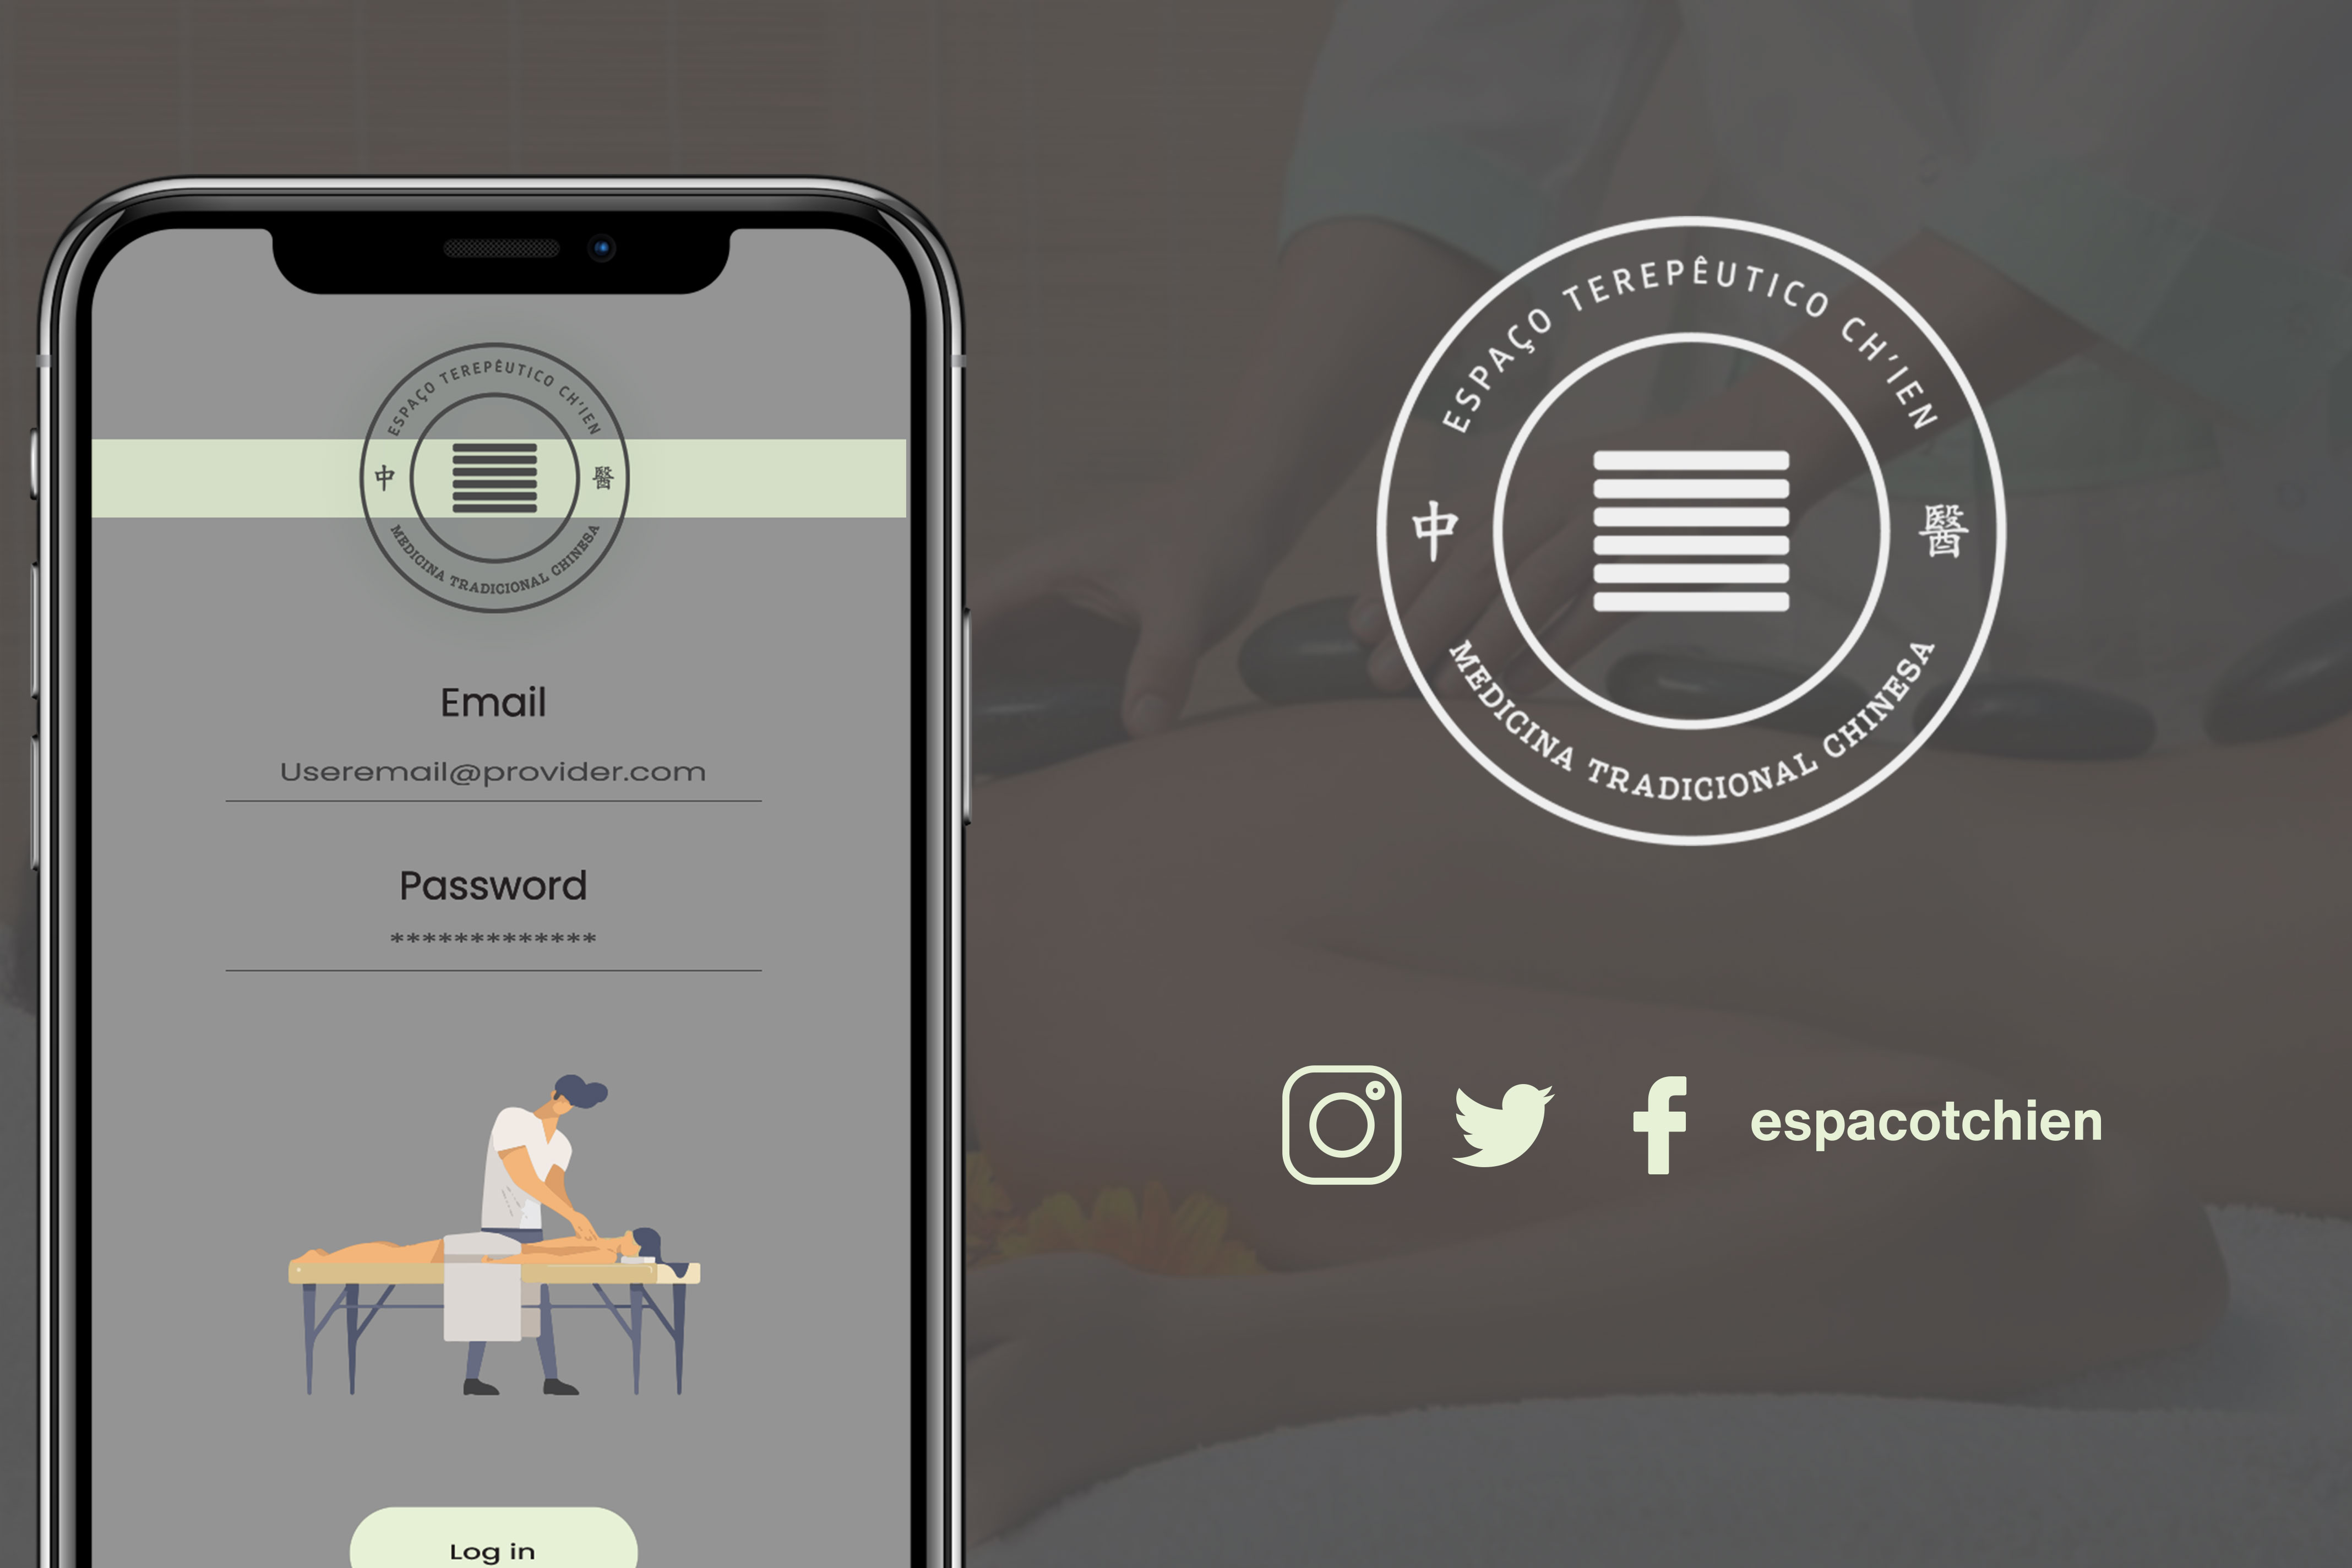 ESPAÇO TEREPÊUTICO CH'IEN
中 醫
MEDICINA TRADICIONAL CHINESA
Email
Useremail@provider.com
Password
*************
Log in
ESPAÇO TEREPÊUTICO CH'IEN
中 醫
MEDICINA TRADICIONAL CHINESA
espacotchien